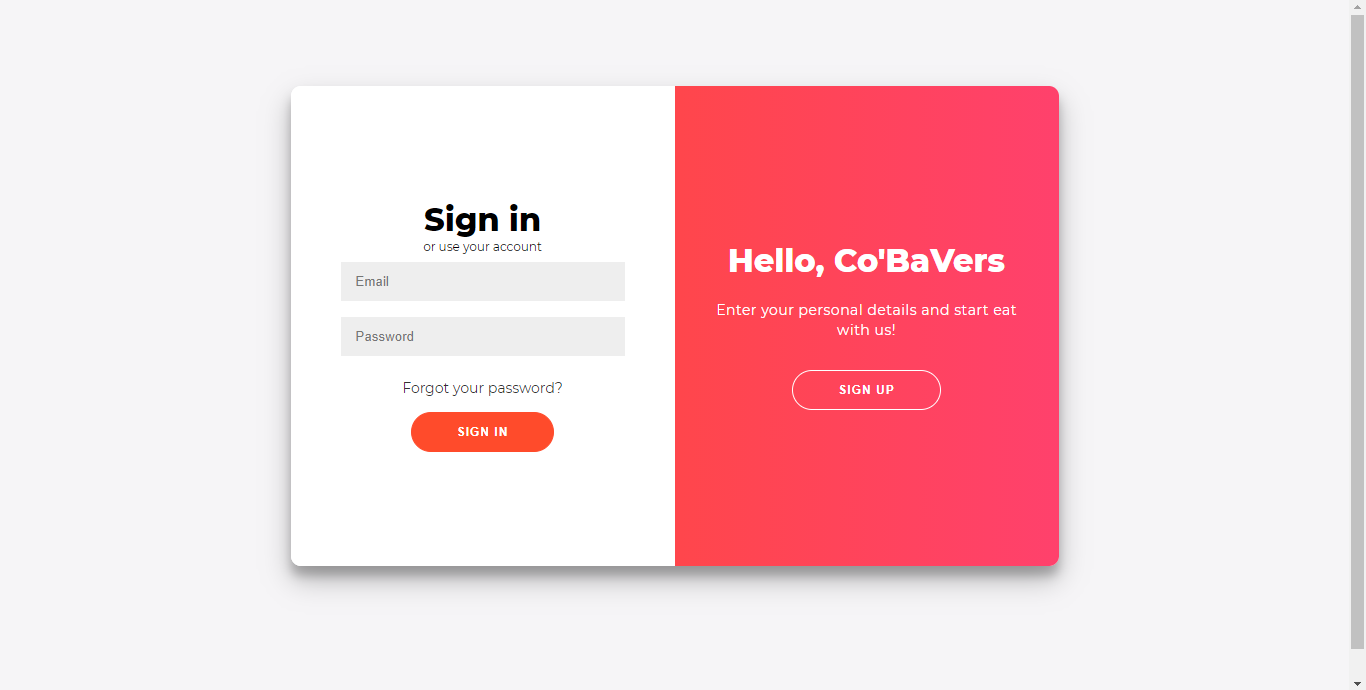 Sign in
or use your account
Email
Password
Forgot your password?
SIGN IN
Hello, Co'BaVers
Enter your personal details and start eat
with us!
SIGN UP